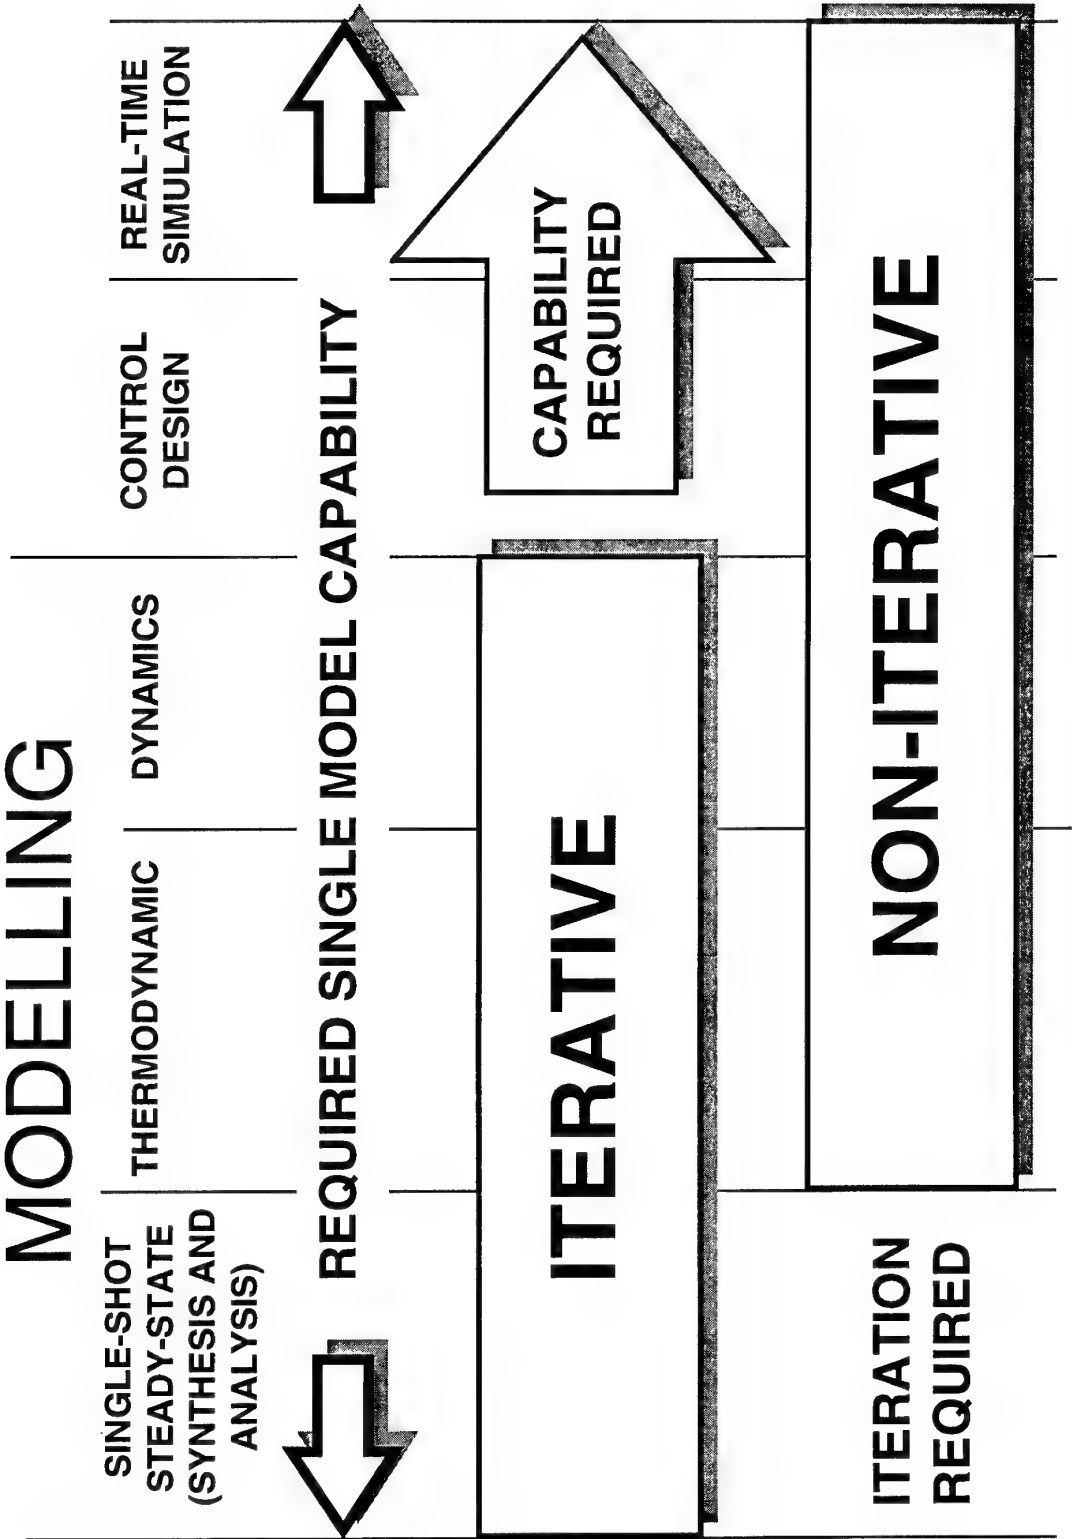 MODELLING
SINGLE-SHOT
STEADY-STATE
(SYNTHESIS AND
ANALYSIS)
THERMODYNAMIC
DYNAMICS
CONTROL
DESIGN
REAL-TIME
SIMULATION
REQUIRED SINGLE MODEL CAPABILITY
ITERATIVE
CAPABILITY
REQUIRED
ITERATION
REQUIRED
NON-ITERATIVE